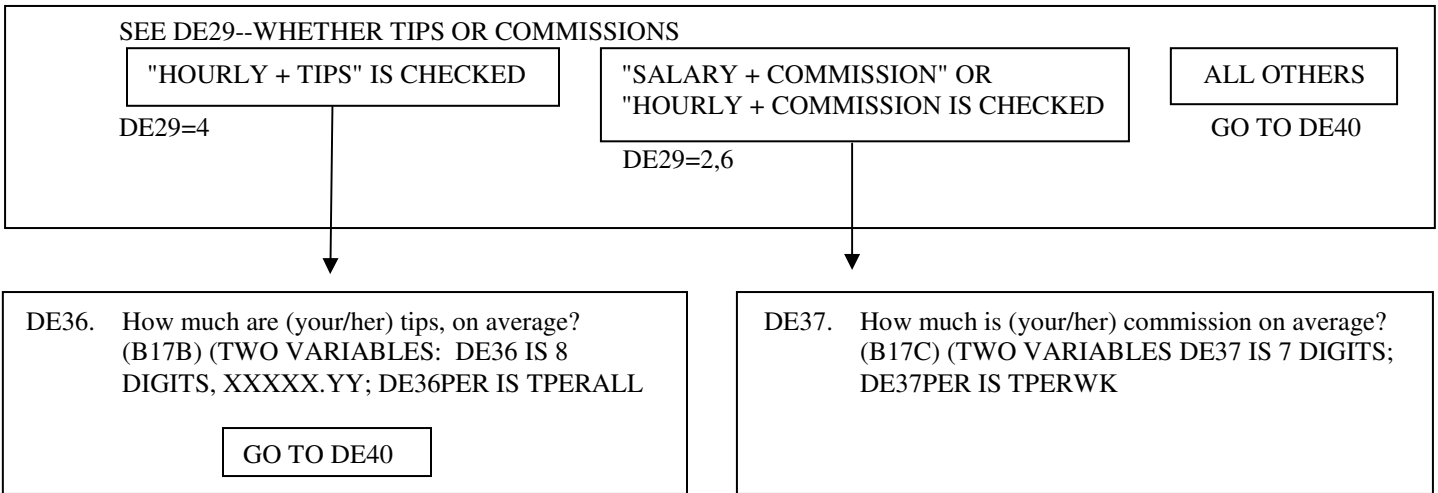 SEE DE29--WHETHER TIPS OR COMMISSIONS
"HOURLY + TIPS" IS CHECKED
DE29=4
"SALARY + COMMISSION" OR
"HOURLY + COMMISSION IS CHECKED
DE29=2,6
ALL OTHERS
GO TO DE40
DE36. How much are (your/her) tips, on average?
(B17B) (TWO VARIABLES: DE36 IS 8
DIGITS, XXXXX.YY; DE36PER IS TPERALL
GO TO DE40
DE37. How much is (your/her) commission on average?
(B17C) (TWO VARIABLES DE37 IS 7 DIGITS;
DE37PER IS TPERWK